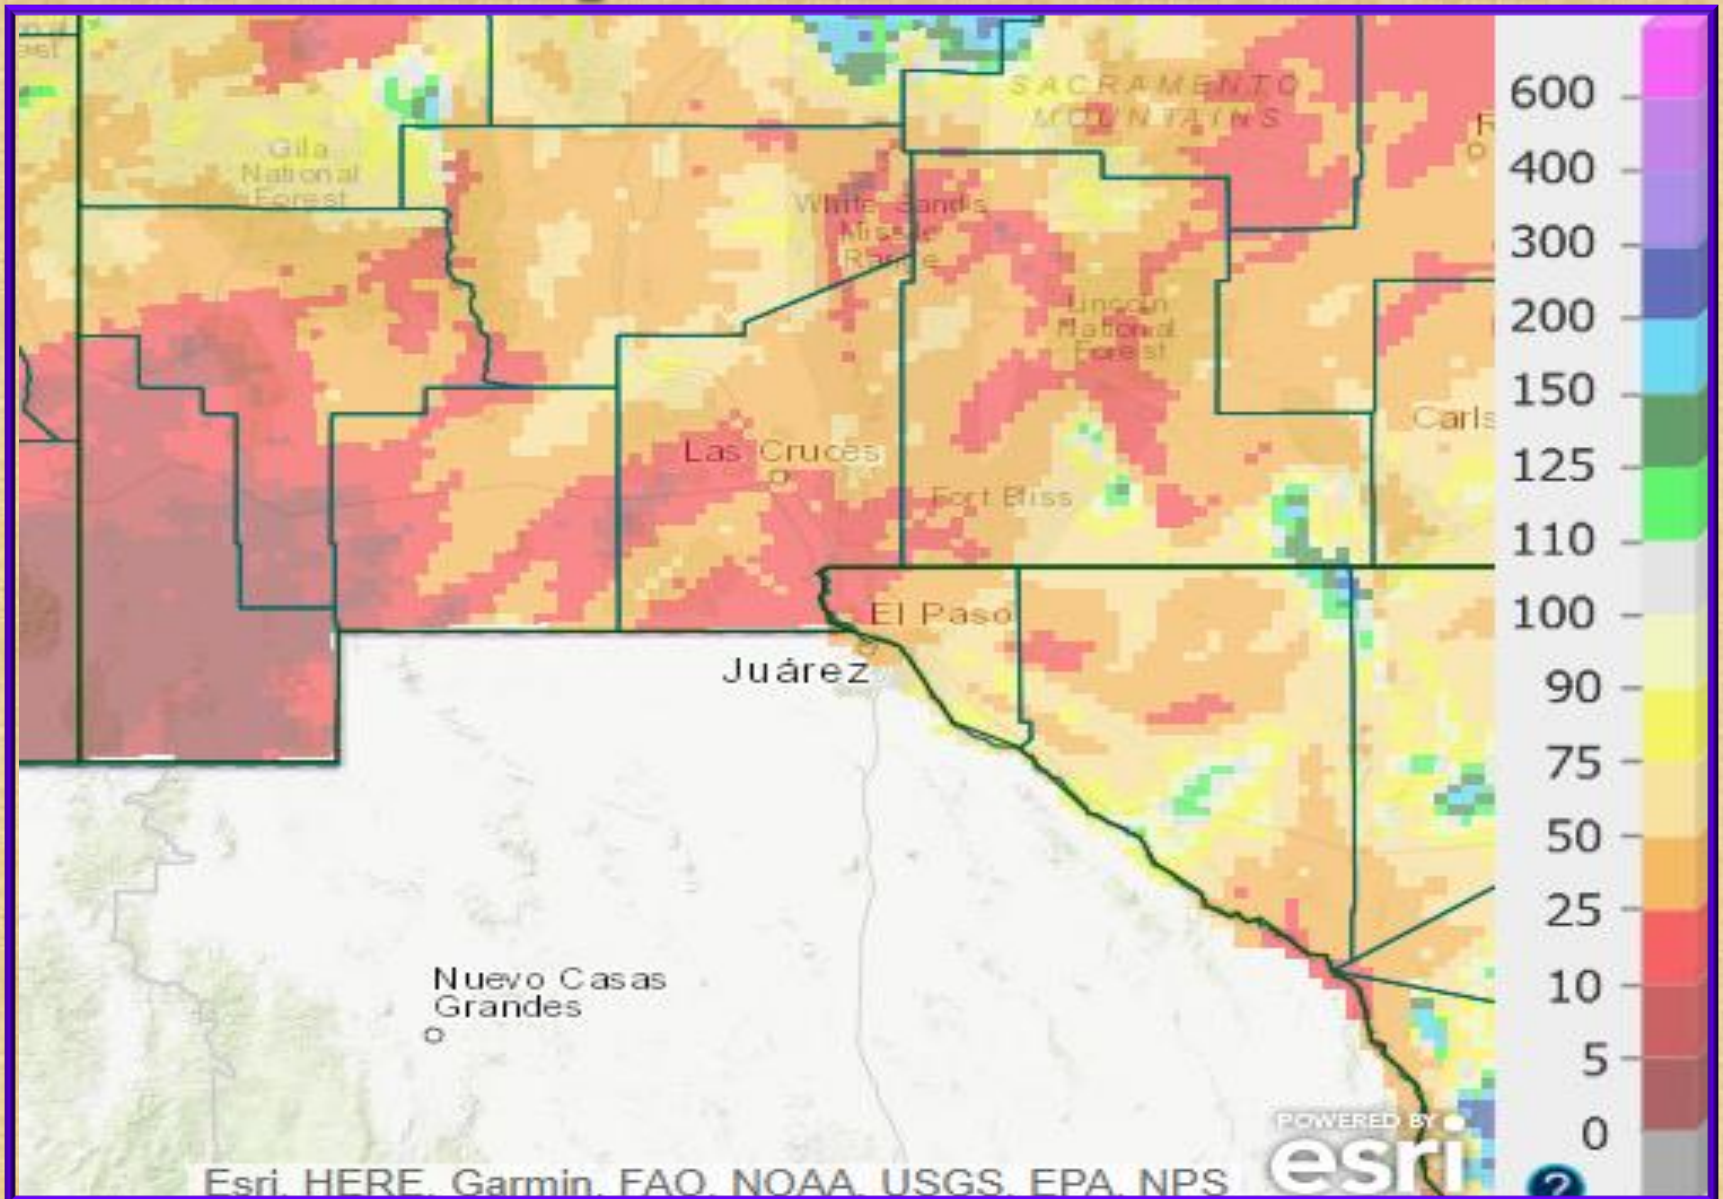 SACRAMENTO
MOUNTAINS
Gila
National
Forest
White Sands
Missile
Range
Lincoln
National
Forest
Carls
Las Cruces
Fort Bliss
El Paso
Juárez
Nuevo Casas
Grandes
600
400
300
200
150
125
110
100
90
75
50
25
10
5
0
POWERED BY
esri
Esri, HERE, Garmin, FAO, NOAA, USGS, EPA, NPS
?